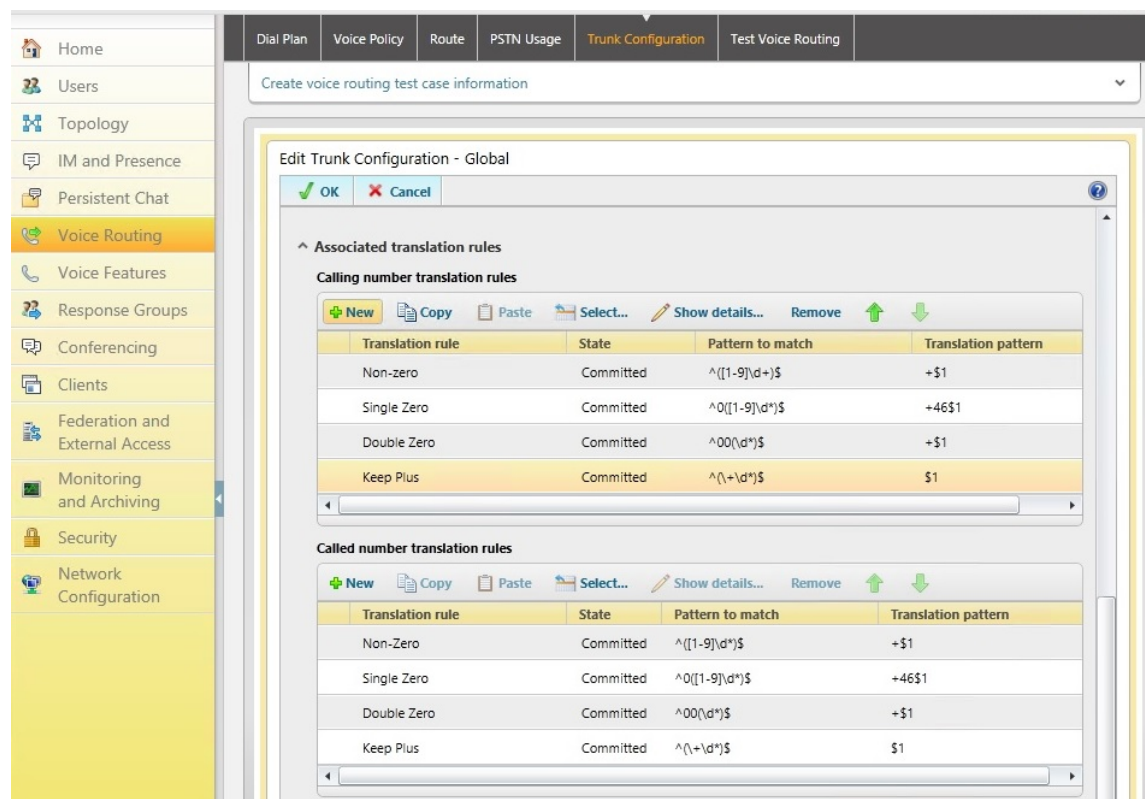 Home
Users
Topology
IM and Presence
Persistent Chat
Voice Routing
Voice Features
Response Groups
Conferencing
Clients
Federation and
External Access
Monitoring
and Archiving
Security
Network
Configuration
Dial Plan Voice Policy Route PSTN Usage Trunk Configuration Test Voice Routing
Create voice routing test case information
Edit Trunk Configuration - Global
OK Cancel
Associated translation rules
Calling number translation rules
New Copy Paste Select... Show details... Remove
Translation rule State Pattern to match Translation pattern
Non-zero Committed ^([1-9]\d+)$ +$1
Single Zero Committed ^0([1-9]\d*)$ +46$1
Double Zero Committed ^00(\d*)$ +$1
Keep Plus Committed ^(\+\d*)$ $1
Called number translation rules
New Copy Paste Select... Show details... Remove
Translation rule State Pattern to match Translation pattern
Non-Zero Committed ^([1-9]\d*)$ +$1
Single Zero Committed ^0([1-9]\d*)$ +46$1
Double Zero Committed ^00(\d*)$ +$1
Keep Plus Committed ^(\+\d*)$ $1